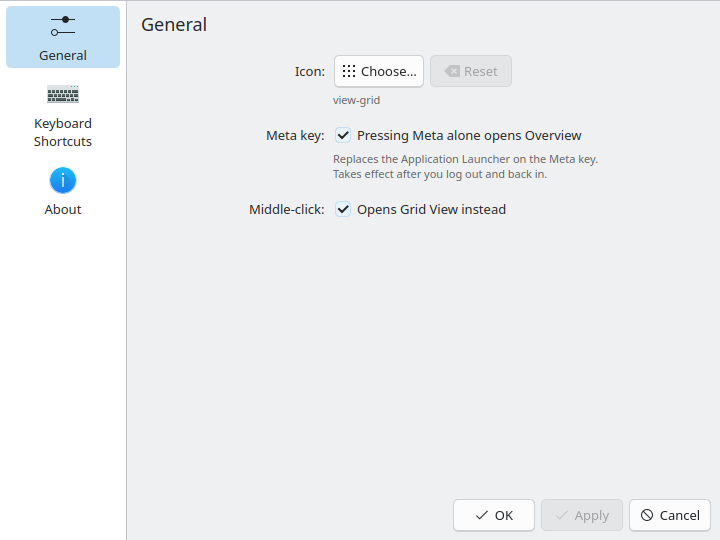 General
Keyboard
Shortcuts
About
General
Icon: Choose... Reset
view-grid
Meta key: Pressing Meta alone opens Overview
Replaces the Application Launcher on the Meta key.
Takes effect after you log out and back in.
Middle-click: Opens Grid View instead
OK Apply Cancel